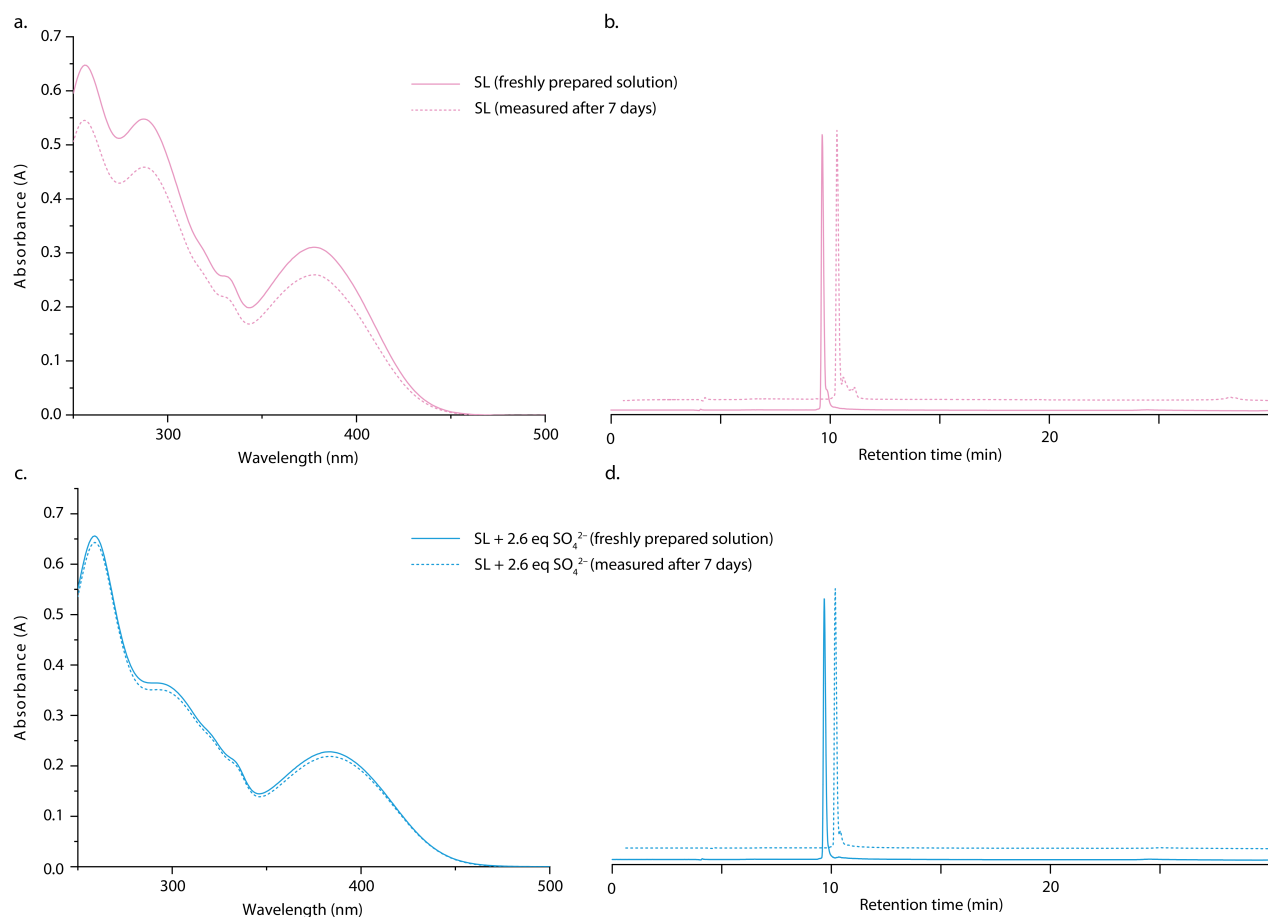 a.
0.7
0.6
0.5
0.4
0.3
0.2
0.1
0.0
Absorbance (A)
300
400
500
Wavelength (nm)
SL (freshly prepared solution)
SL (measured after 7 days)
b.
0
10
20
Retention time (min)
c.
0.7
0.6
0.5
0.4
0.3
0.2
0.1
0.0
Absorbance (A)
300
400
500
Wavelength (nm)
SL + 2.6 eq SO₄²⁻ (freshly prepared solution)
SL + 2.6 eq SO₄²⁻ (measured after 7 days)
d.
0
10
20
Retention time (min)